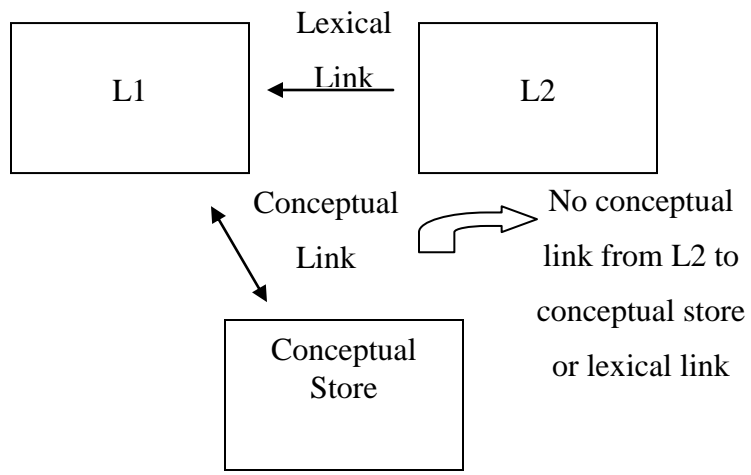 Lexical
Link
L1
L2
Conceptual
Link
No conceptual
link from L2 to
conceptual store
or lexical link
Conceptual
Store